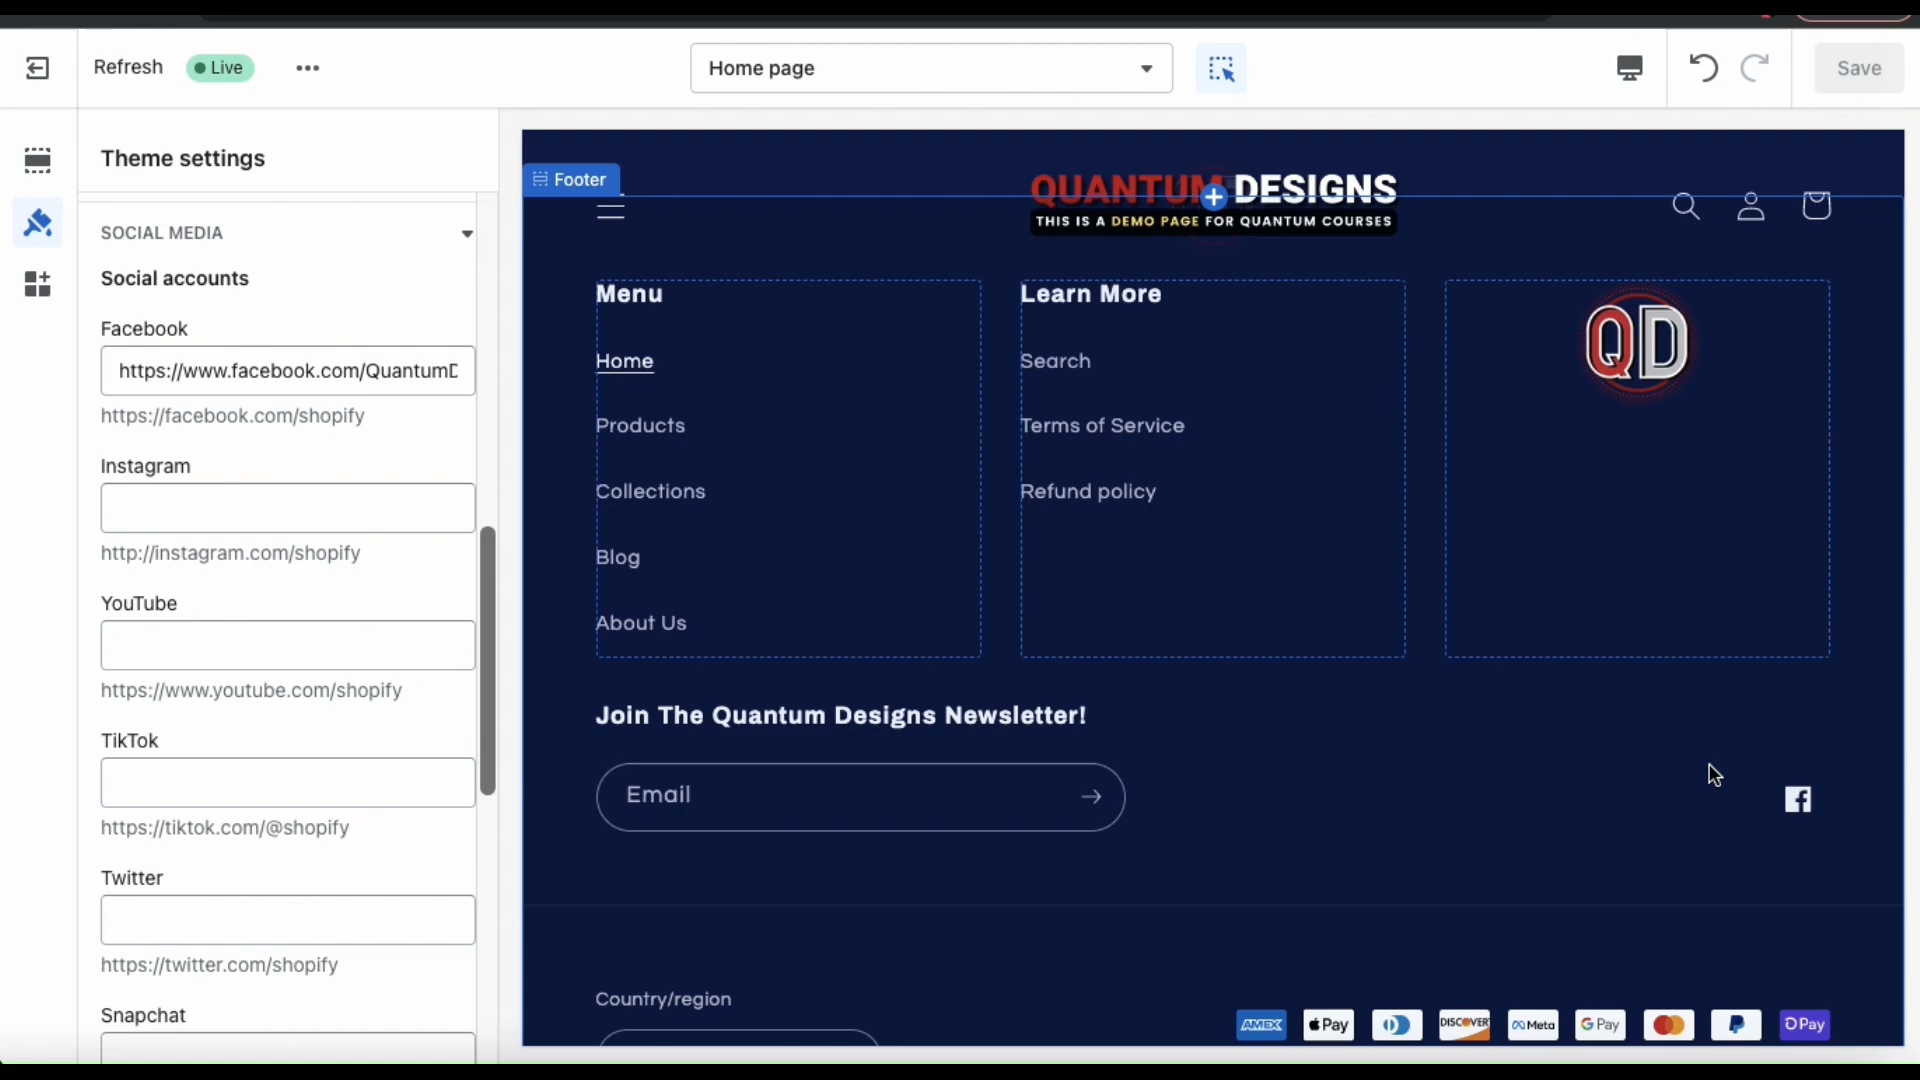 Refresh
Live
Home page
Save
Theme settings
SOCIAL MEDIA
Social accounts
Facebook
https://www.facebook.com/QuantumD
https://facebook.com/shopify
Instagram
http://instagram.com/shopify
YouTube
https://www.youtube.com/shopify
TikTok
https://tiktok.com/@shopify
Twitter
https://twitter.com/shopify
Snapchat
Footer
QUANTUM DESIGNS
THIS IS A DEMO PAGE FOR QUANTUM COURSES
Menu
Home
Products
Collections
Blog
About Us
Learn More
Search
Terms of Service
Refund policy
QD
Join The Quantum Designs Newsletter!
Email
Country/region
AMEX
Pay
DISCOVER
Meta
G Pay
Pay